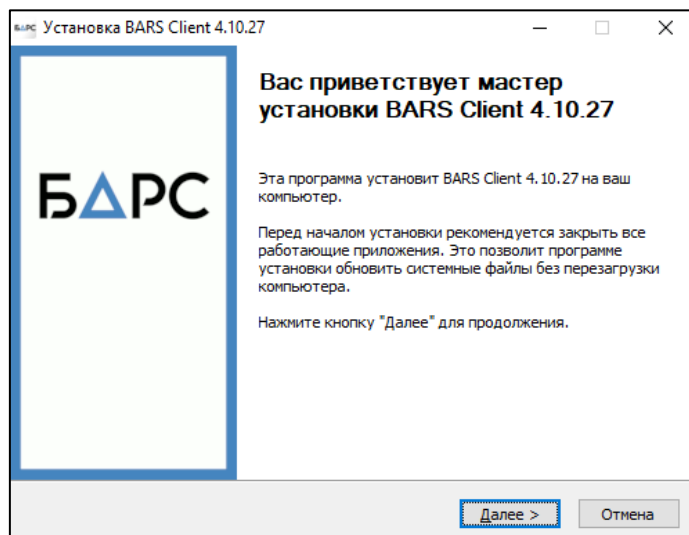 БАРС Установка BARS Client 4.10.27
Вас приветствует мастер
установки BARS Client 4.10.27
БАРС
Эта программа установит BARS Client 4.10.27 на ваш
компьютер.
Перед началом установки рекомендуется закрыть все
работающие приложения. Это позволит программе
установки обновить системные файлы без перезагрузки
компьютера.
Нажмите кнопку "Далее" для продолжения.
Далее >
Отмена